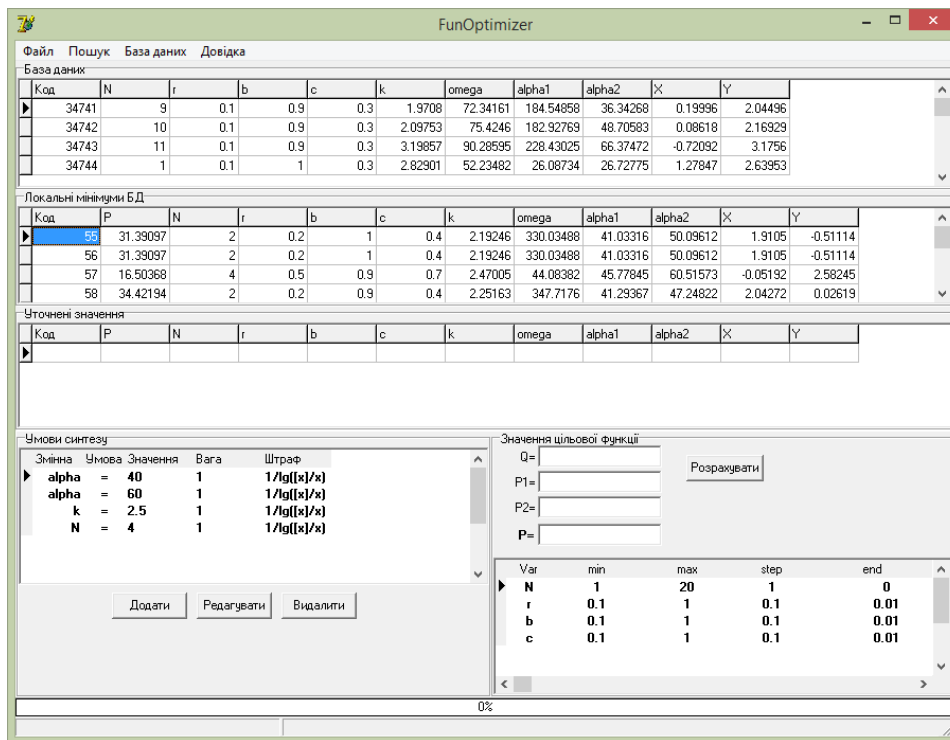 FunOptimizer
Файл Пошук База даних Довідка
База даних
Код N r b c k omega alpha1 alpha2 X Y
34741 9 0.1 0.9 0.3 1.9708 72.34161 184.54858 36.34268 0.19996 2.04496
34742 10 0.1 0.9 0.3 2.09753 75.4246 182.92769 48.70583 0.08618 2.16929
34743 11 0.1 0.9 0.3 3.19857 90.28595 228.43025 66.37472 -0.72092 3.1756
34744 1 0.1 1 0.3 2.82901 52.23482 26.08734 26.72775 1.27847 2.63953
Локальні мінімуми БД
Код P N r b c k omega alpha1 alpha2 X Y
55 31.39097 2 0.2 1 0.4 2.19246 330.03488 41.03316 50.09612 1.9105 -0.51114
56 31.39097 2 0.2 1 0.4 2.19246 330.03488 41.03316 50.09612 1.9105 -0.51114
57 16.50368 4 0.5 0.9 0.7 2.47005 44.08382 45.77845 60.51573 -0.05192 2.58245
58 34.42194 2 0.2 0.9 0.4 2.25163 347.7176 41.29367 47.24822 2.04272 0.02619
Уточнені значення
Код P N r b c k omega alpha1 alpha2 X Y
Умови синтезу
Змінна Умова Значення Вага Штраф
alpha = 40 1 1/lg([x]/x)
alpha = 60 1 1/lg([x]/x)
k = 2.5 1 1/lg([x]/x)
N = 4 1 1/lg([x]/x)
Додати Редагувати Видалити
Значення цільової функції
Q=
Розрахувати
P1=
P2=
P=
Var min max step end
N 1 20 1 0
r 0.1 1 0.1 0.01
b 0.1 1 0.1 0.01
c 0.1 1 0.1 0.01
0%